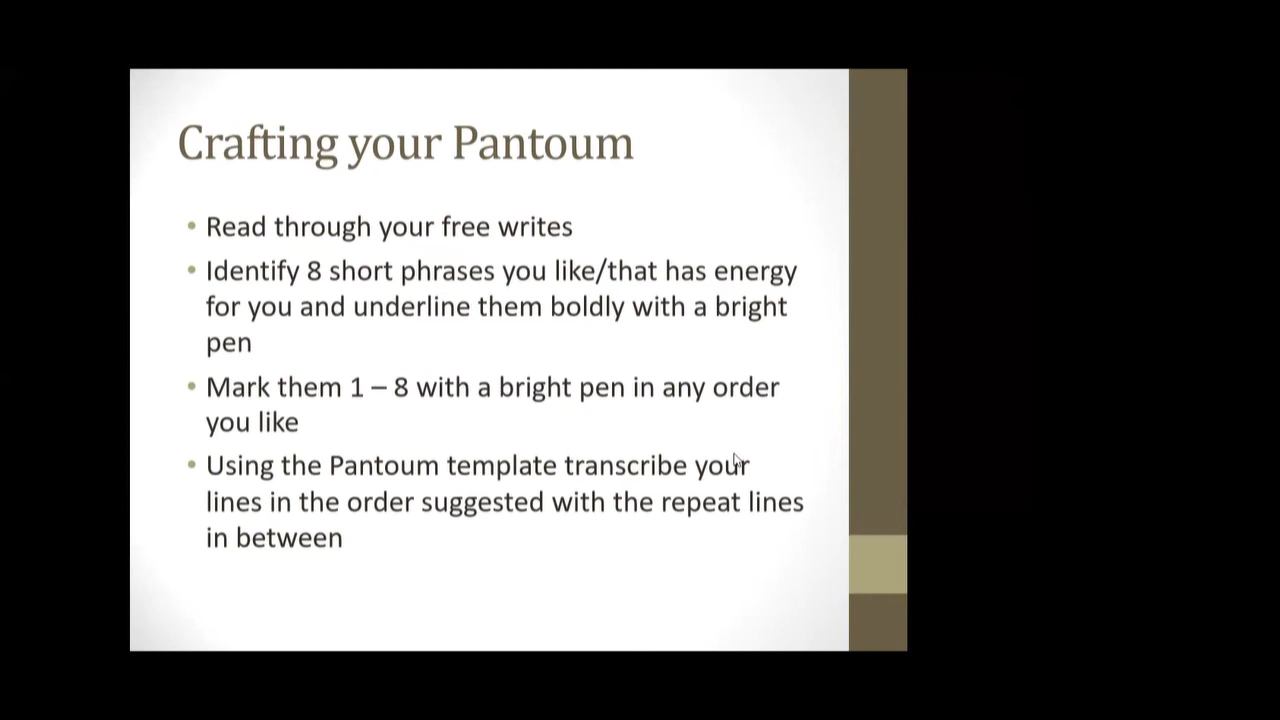 Crafting your Pantoum
• Read through your free writes
• Identify 8 short phrases you like/that has energy
for you and underline them boldly with a bright
pen
• Mark them 1 – 8 with a bright pen in any order
you like
• Using the Pantoum template transcribe your
lines in the order suggested with the repeat lines
in between